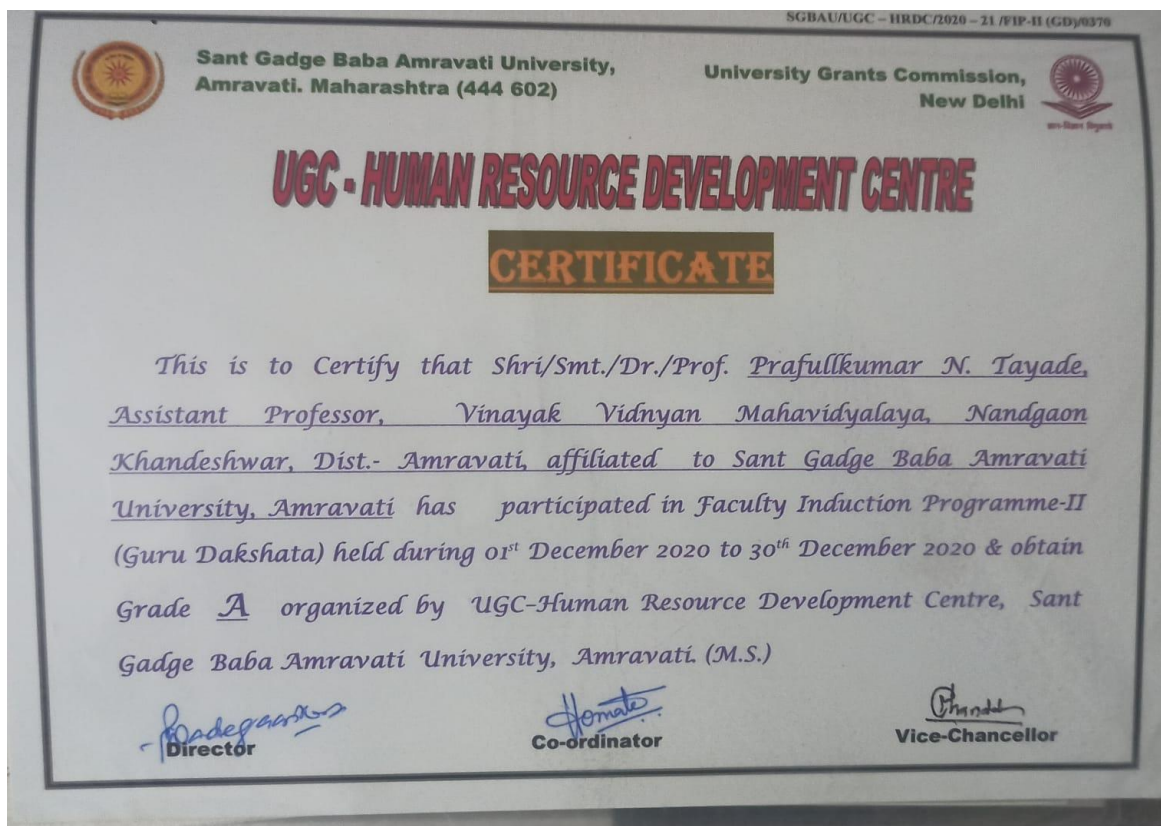 SGBAU/UGC – HRDC/2020 – 21 /FIP-II (GD)/0370
Sant Gadge Baba Amravati University,
Amravati. Maharashtra (444 602)
University Grants Commission,
New Delhi
UGC - HUMAN RESOURCE DEVELOPMENT CENTRE
CERTIFICATE
This is to Certify that Shri/Smt./Dr./Prof. Prafullkumar N. Tayade,
Assistant Professor, Vinayak Vidnyan Mahavidyalaya, Nandgaon
Khandeshwar, Dist.- Amravati, affiliated to Sant Gadge Baba Amravati
University, Amravati has participated in Faculty Induction Programme-II
(Guru Dakshata) held during 01st December 2020 to 30th December 2020 & obtain
Grade A organized by UGC-Human Resource Development Centre, Sant
Gadge Baba Amravati University, Amravati. (M.S.)
Director
Co-ordinator
Vice-Chancellor